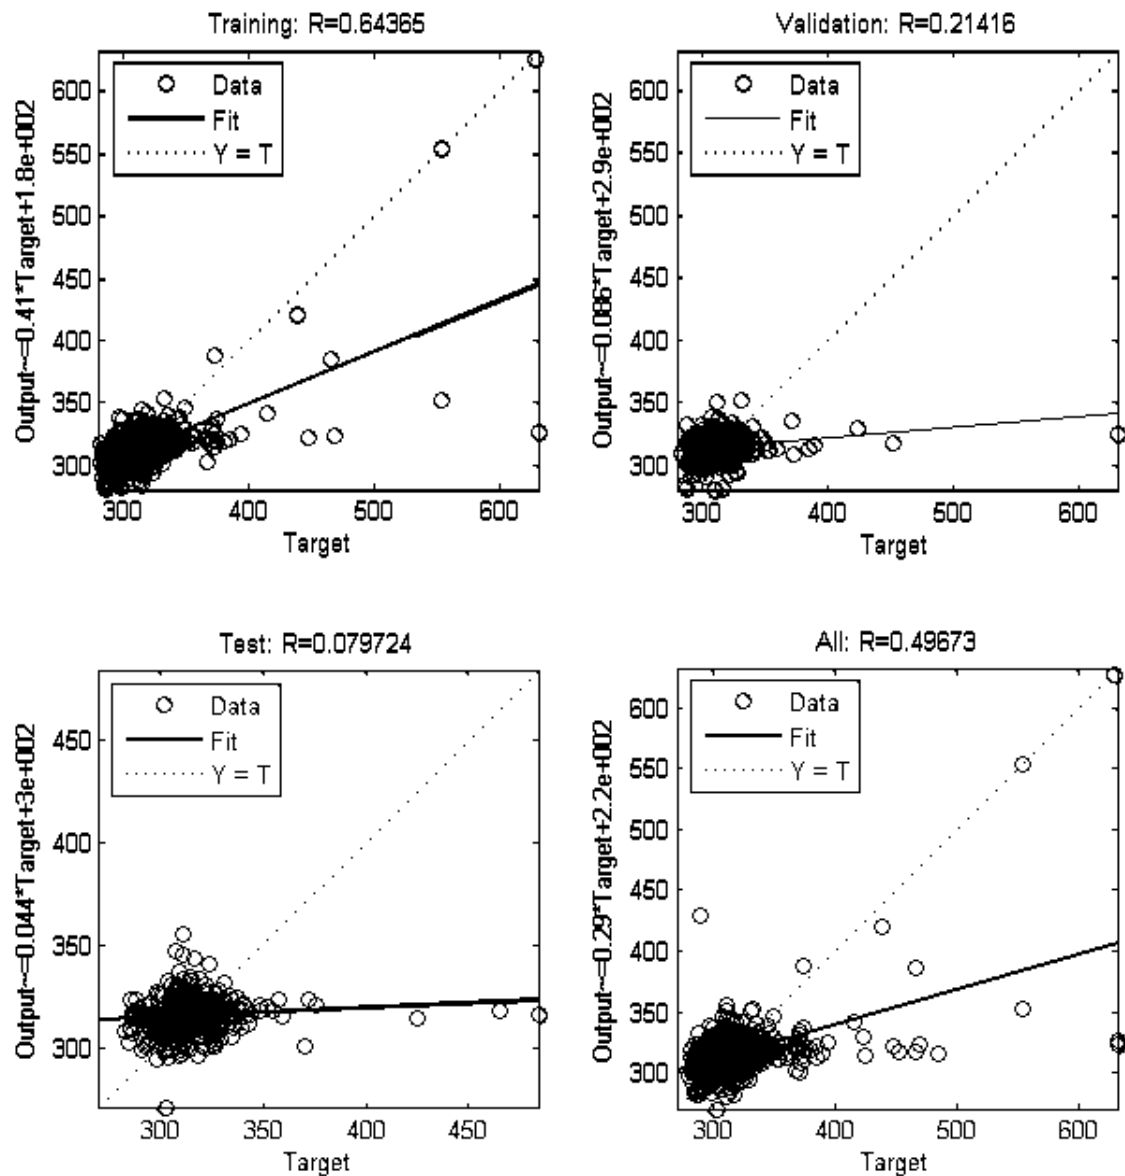 Training: R=0.64365
Output~=0.41*Target+1.8e+002
600
550
500
450
400
350
300
Data
Fit
Y = T
300 400 500 600
Target
Validation: R=0.21416
Output~=0.086*Target+2.9e+002
600
550
500
450
400
350
300
Data
Fit
Y = T
300 400 500 600
Target
Test: R=0.079724
Output~=0.044*Target+3e+002
450
400
350
300
Data
Fit
Y = T
300 350 400 450
Target
All: R=0.49673
Output~=0.29*Target+2.2e+002
600
550
500
450
400
350
300
Data
Fit
Y = T
300 400 500 600
Target